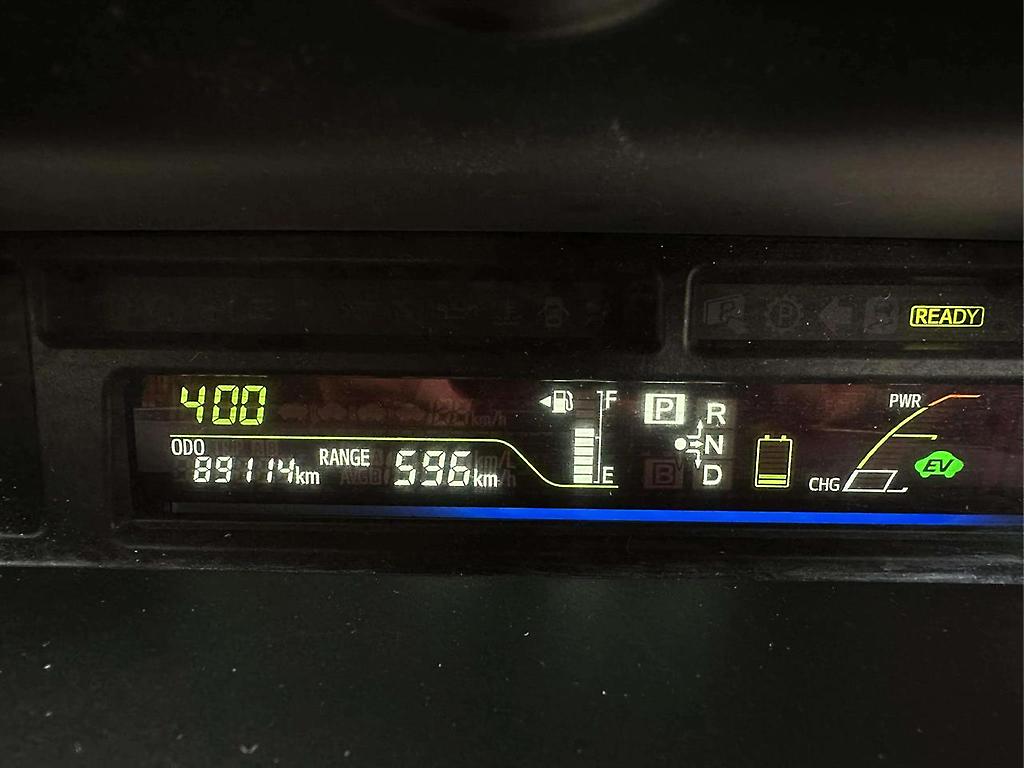 READY
400
F
P
R
PWR
ODO
89114km
RANGE
596km
N
EV
B
E
D
CHG